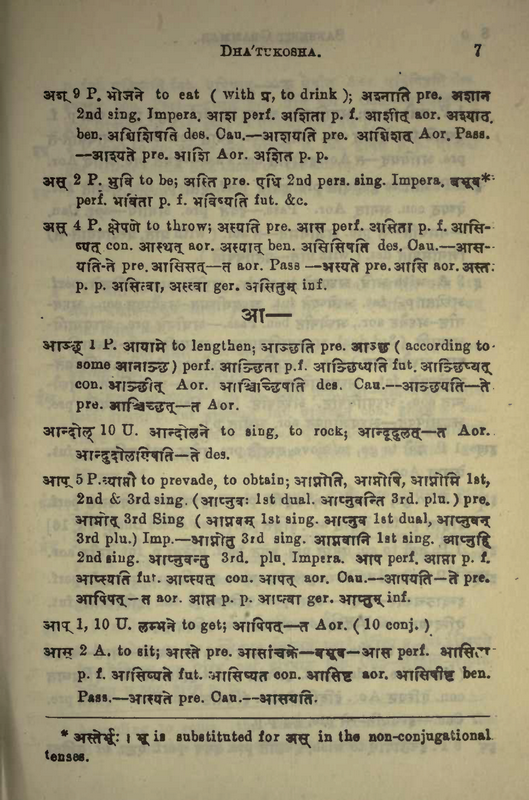 DHA'TUKOSHA. 7
अश् 9 P. भोजने to eat ( with प्र, to drink ); अश्नाति pre. अशान
2nd sing. Impera. आश perf. अशिता p. f. आशीत् aor. अश्यात्
ben. अशिशिषति des. Cau.—आशयति pre. आशिशत् Aor. Pass.
—आश्यते pre. आशि Aor. अशित p. p.
अस् 2 P. भुवि to be; अस्ति pre. एधि 2nd pers. sing. Impera. बभूव*
perf. भविता p. f. भविष्यति fut. &c.
अस् 4 P. क्षेपणे to throw; अस्यति pre. आस perf. असिता p. f. आसि-
ष्यत् con. आस्थत् aor. अस्यात् ben. असिसिषति des. Cau.—आस-
यति-ते pre. आसिसत्—त aor. Pass —अस्यते pre. आसि aor. अस्त
p. p. असित्वा, अस्त्वा ger. असितुम् inf.
आ—
आञ्छ् 1 P. आयामे to lengthen; आञ्छति pre. आञ्छ ( according to
some आनाञ्छ ) perf. आञ्छिता p.f. आञ्छिष्यति fut. आञ्छिष्यत्
con. आञ्छीत् Aor. आञ्चिच्छिषति des. Cau.—आञ्छयति—ते
pre. आञ्चिच्छत्—त Aor.
आन्दोल् 10 U. आन्दोलने to sing, to rock; आन्दूदुलत्—त Aor.
आन्दुदोलयिषति—ते des.
आप् 5 P. व्याप्तौ to prevade, to obtain; आप्नोति, आप्नोषि, आप्नोमि 1st,
2nd & 3rd sing. (आप्नुवः 1st dual. आप्नुवन्ति 3rd. plu.) pre.
आप्नोत् 3rd Sing ( आप्नवम् 1st sing. आप्नुव 1st dual, आप्नुवन्
3rd plu.) Imp.—आप्नोतु 3rd sing. आप्नवानि 1st sing. आप्नुहि
2nd sing. आप्नुवन्तु 3rd. plu. Impera. आप perf. आप्ता p. f.
आप्स्यति fut. आप्स्यत् con. आपत् aor. Cau.—आपयति—ते pre.
आपिपत्—त aor. आप्त p. p. आप्त्वा ger. आप्तुम् inf.
आप् 1, 10 U. लम्भने to get; आपिपत्—त Aor. ( 10 conj. )
आस 2 A. to sit; आस्ते pre. आसांचक्रे—बभूव—आस perf. आसिता
p. f. आसिष्यते fut. आसिष्यत con. आसिष्ट aor. आसिषीष्ट ben.
Pass.—आस्यते pre. Cau.—आसयति.
* अस्तेर्भूः । भू is substituted for अस् in the non-conjugational
tenses.